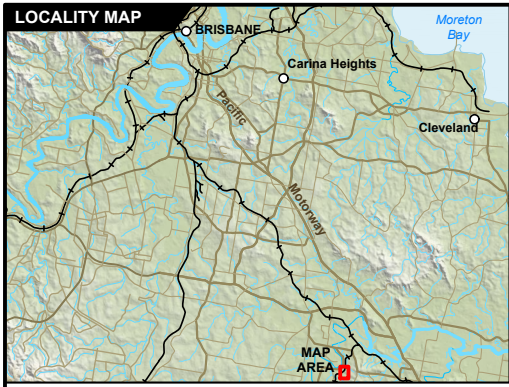 LOCALITY MAP
Moreton
Bay
BRISBANE
Carina Heights
Pacific
Cleveland
Motorway
MAP
AREA